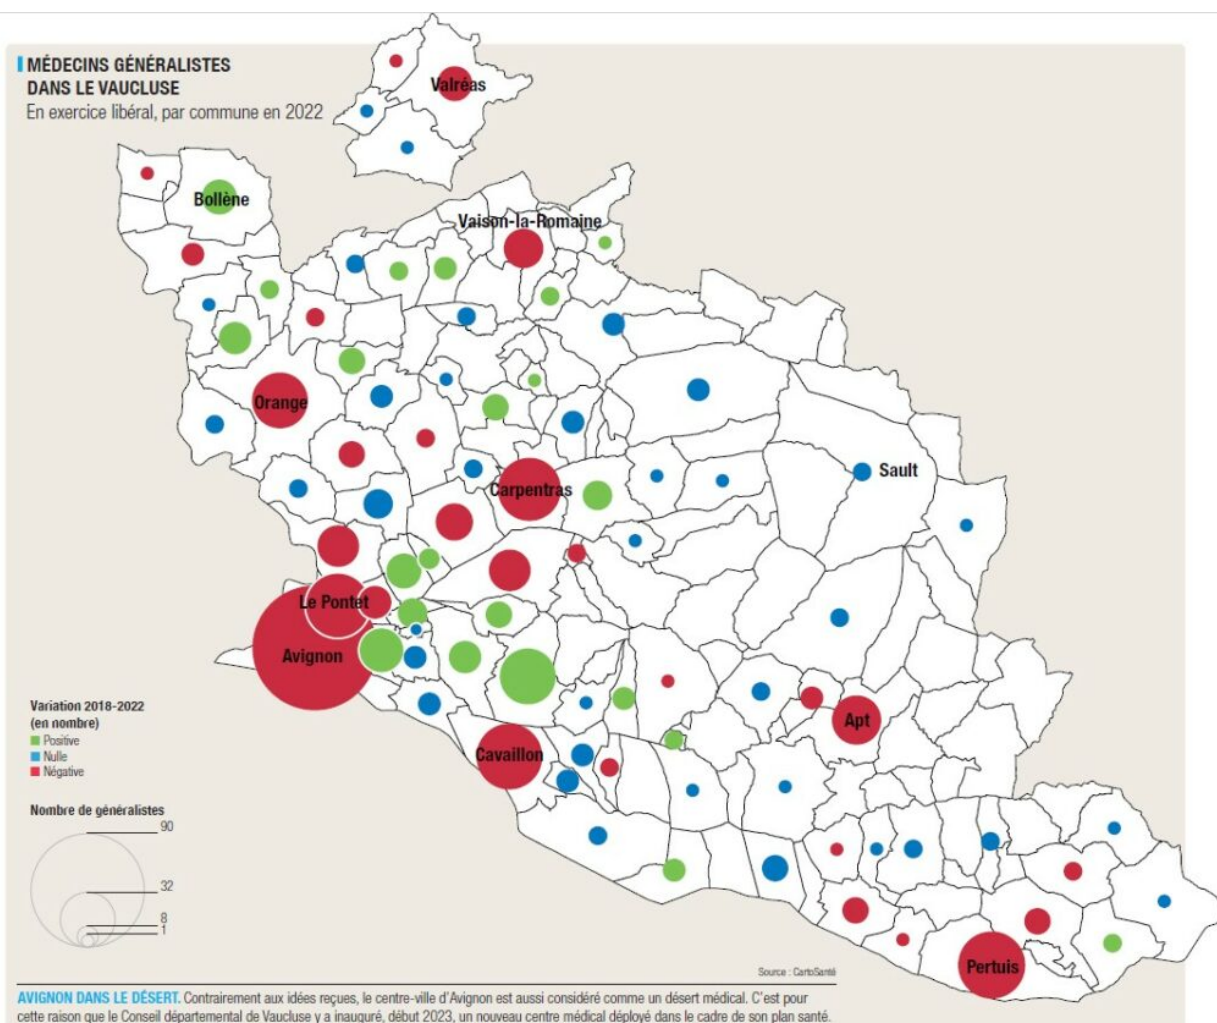 MÉDECINS GÉNÉRALISTES
DANS LE VAUCLUSE
En exercice libéral, par commune en 2022
Valréas
Bollène
Vaison-la-Romaine
Orange
Carpentras
Sault
Le Pontet
Avignon
Apt
Cavaillon
Pertuis
Variation 2018-2022
(en nombre)
Positive
Nulle
Négative
Nombre de généralistes
90
32
8
1
Source : CartoSanté
AVIGNON DANS LE DÉSERT. Contrairement aux idées reçues, le centre-ville d'Avignon est aussi considéré comme un désert médical. C'est pour
cette raison que le Conseil départemental de Vaucluse y a inauguré, début 2023, un nouveau centre médical déployé dans le cadre de son plan santé.